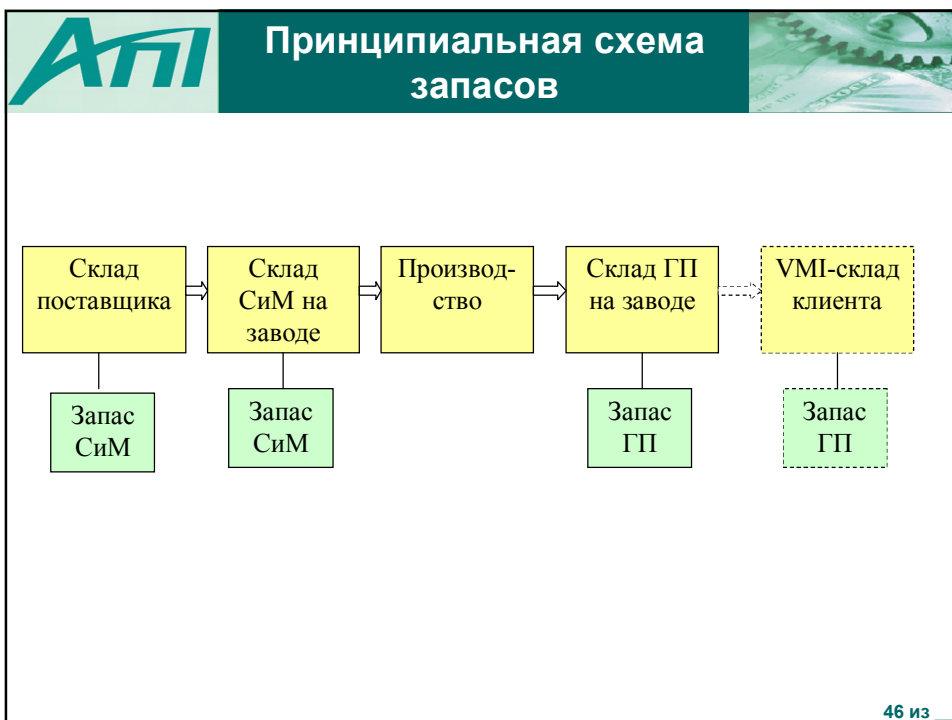 АПЛ
Принципиальная схема
запасов
Склад
поставщика
Склад
СиМ на
заводе
Производ-
ство
Склад ГП
на заводе
VMI-склад
клиента
Запас
СиМ
Запас
СиМ
Запас
ГП
Запас
ГП
46 из